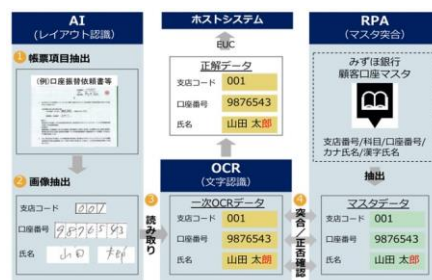 AI
(レイアウト認識)
1 帳票項目抽出
(例)口座振替依頼書等
2 画像抽出
支店コード 001
口座番号 9876543
氏名 山田 太郎
3 読み取り
ホストシステム
EUC
正解データ
支店コード 001
口座番号 9876543
氏名 山田 太郎
OCR
(文字認識)
一次OCRデータ
支店コード 001
口座番号 9876543
氏名 山田 太郎
4 突合/正否確認
RPA
(マスタ突合)
みずほ銀行
顧客口座マスタ
支店番号/科目/口座番号/
カナ氏名/漢字氏名
抽出
マスタデータ
支店コード 001
口座番号 9876543
氏名 山田 太郎